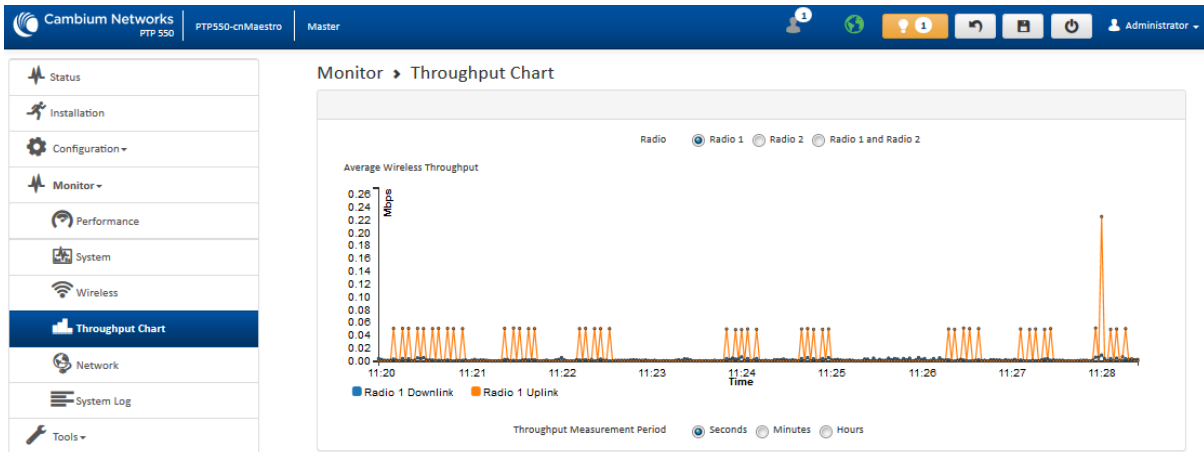 Cambium Networks
PTP 550
PTP550-cnMaestro
Master
1
1
Administrator
Status
Installation
Configuration
Monitor
Performance
System
Wireless
Throughput Chart
Network
System Log
Tools
Monitor > Throughput Chart
Radio Radio 1 Radio 2 Radio 1 and Radio 2
Average Wireless Throughput
Mbps
0.26
0.24
0.22
0.20
0.18
0.16
0.14
0.12
0.10
0.08
0.06
0.04
0.02
0.00
11:20 11:21 11:22 11:23 11:24 11:25 11:26 11:27 11:28
Time
Radio 1 Downlink Radio 1 Uplink
Throughput Measurement Period Seconds Minutes Hours